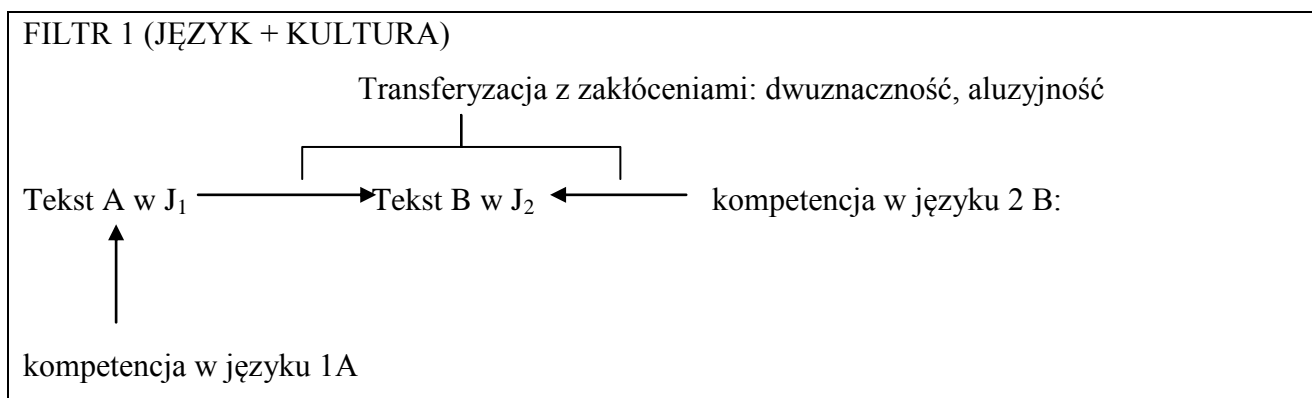 FILTR 1 (JĘZYK + KULTURA)
Transferyzacja z zakłóceniami: dwuznaczność, aluzyjność
Tekst A w J₁ Tekst B w J₂ kompetencja w języku 2 B:
kompetencja w języku 1A